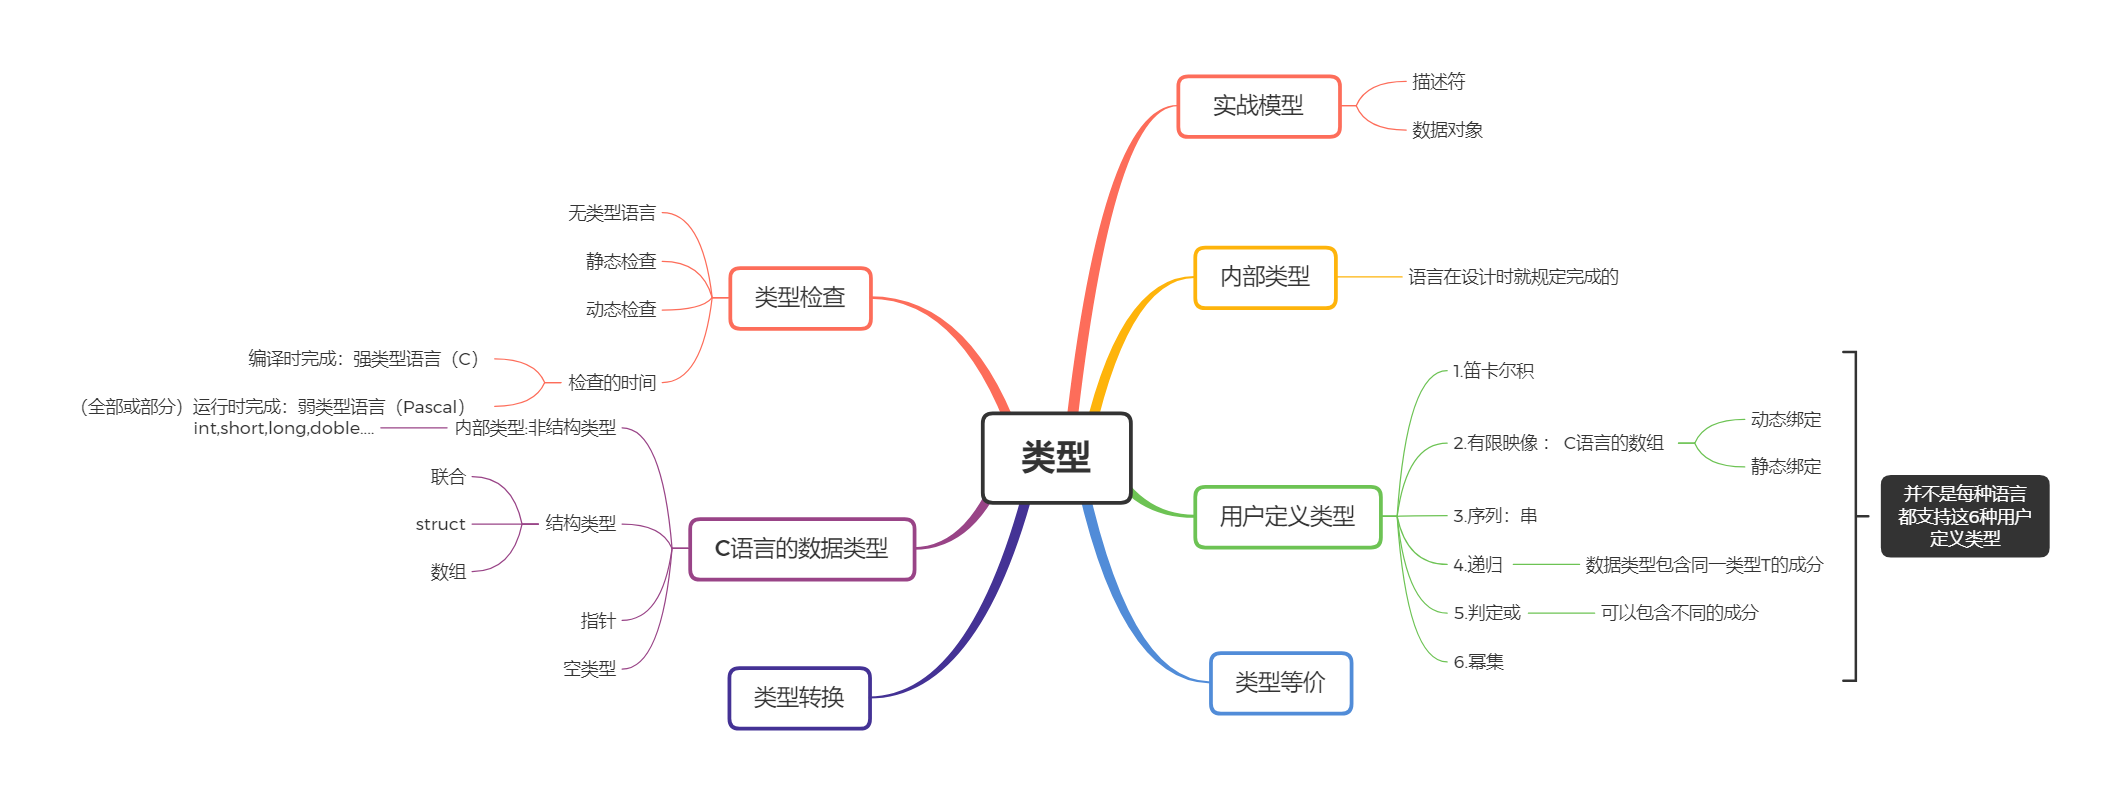 类型
实战模型
描述符
数据对象
内部类型
语言在设计时就规定完成的
用户定义类型
1.笛卡尔积
2.有限映像： C语言的数组
动态绑定
静态绑定
3.序列：串
4.递归
数据类型包含同一类型T的成分
5.判定或
可以包含不同的成分
6.幂集
并不是每种语言
都支持这6种用户
定义类型
类型等价
类型检查
无类型语言
静态检查
动态检查
检查的时间
编译时完成：强类型语言（C）
（全部或部分）运行时完成：弱类型语言（Pascal）
C语言的数据类型
内部类型:非结构类型
int,short,long,doble....
结构类型
联合
struct
数组
指针
空类型
类型转换